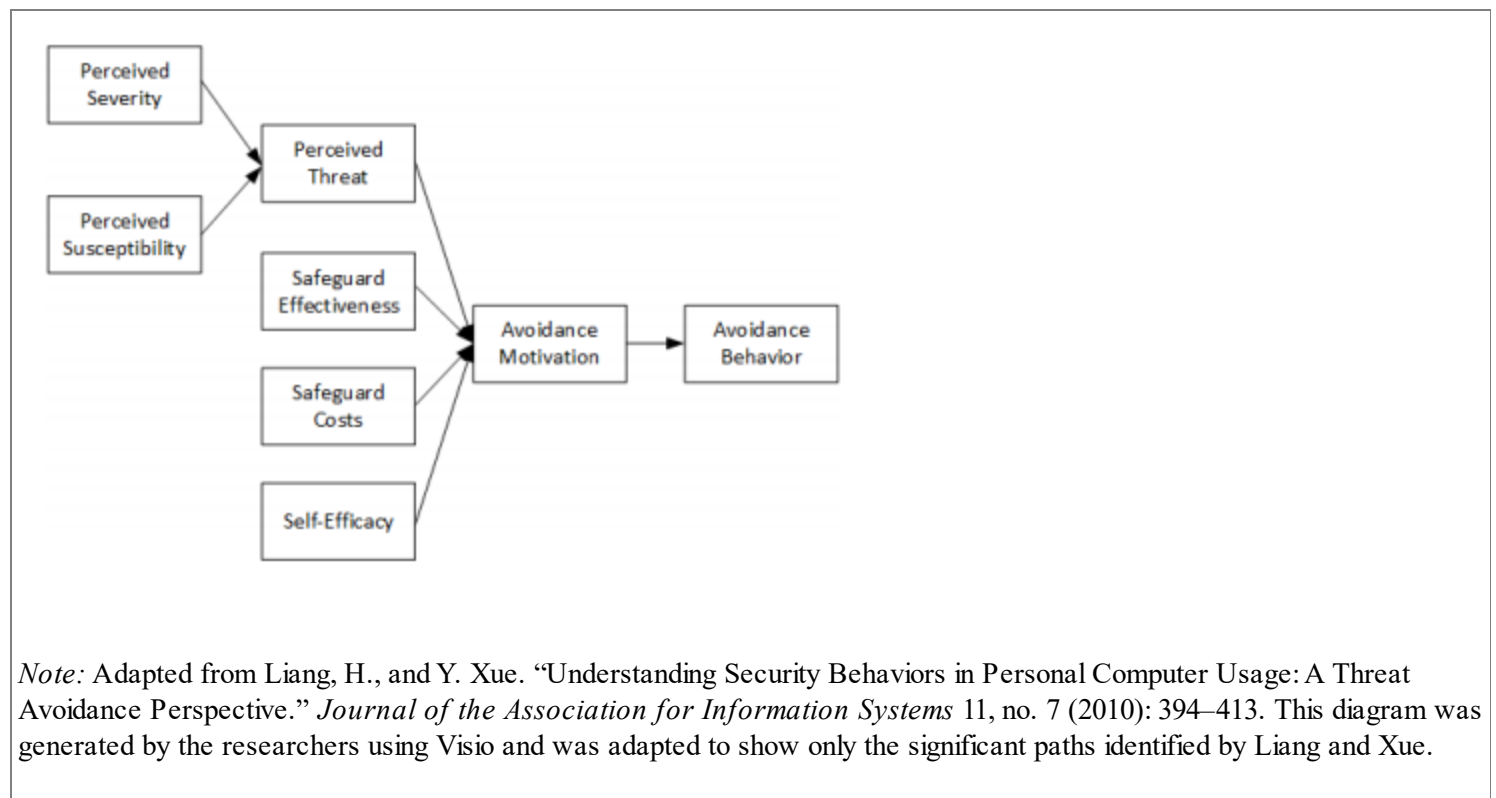 Perceived
Severity
Perceived
Threat
Perceived
Susceptibility
Safeguard
Effectiveness
Avoidance
Motivation
Avoidance
Behavior
Safeguard
Costs
Self-Efficacy
Note: Adapted from Liang, H., and Y. Xue. “Understanding Security Behaviors in Personal Computer Usage: A Threat
Avoidance Perspective.” Journal of the Association for Information Systems 11, no. 7 (2010): 394–413. This diagram was
generated by the researchers using Visio and was adapted to show only the significant paths identified by Liang and Xue.